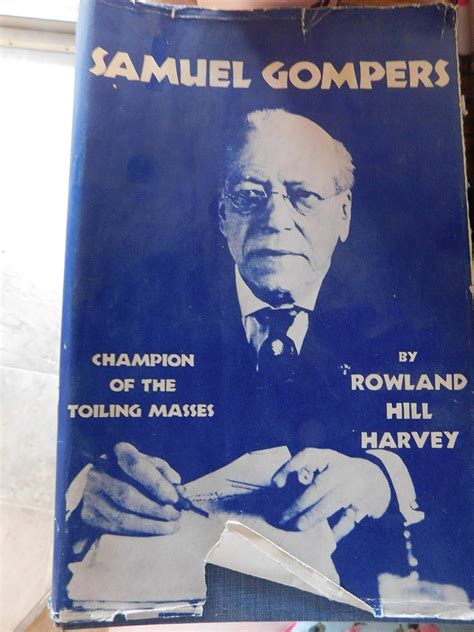 SAMUEL GOMPERS
CHAMPION
OF THE
TOILING MASSES
BY
ROWLAND
HILL
HARVEY